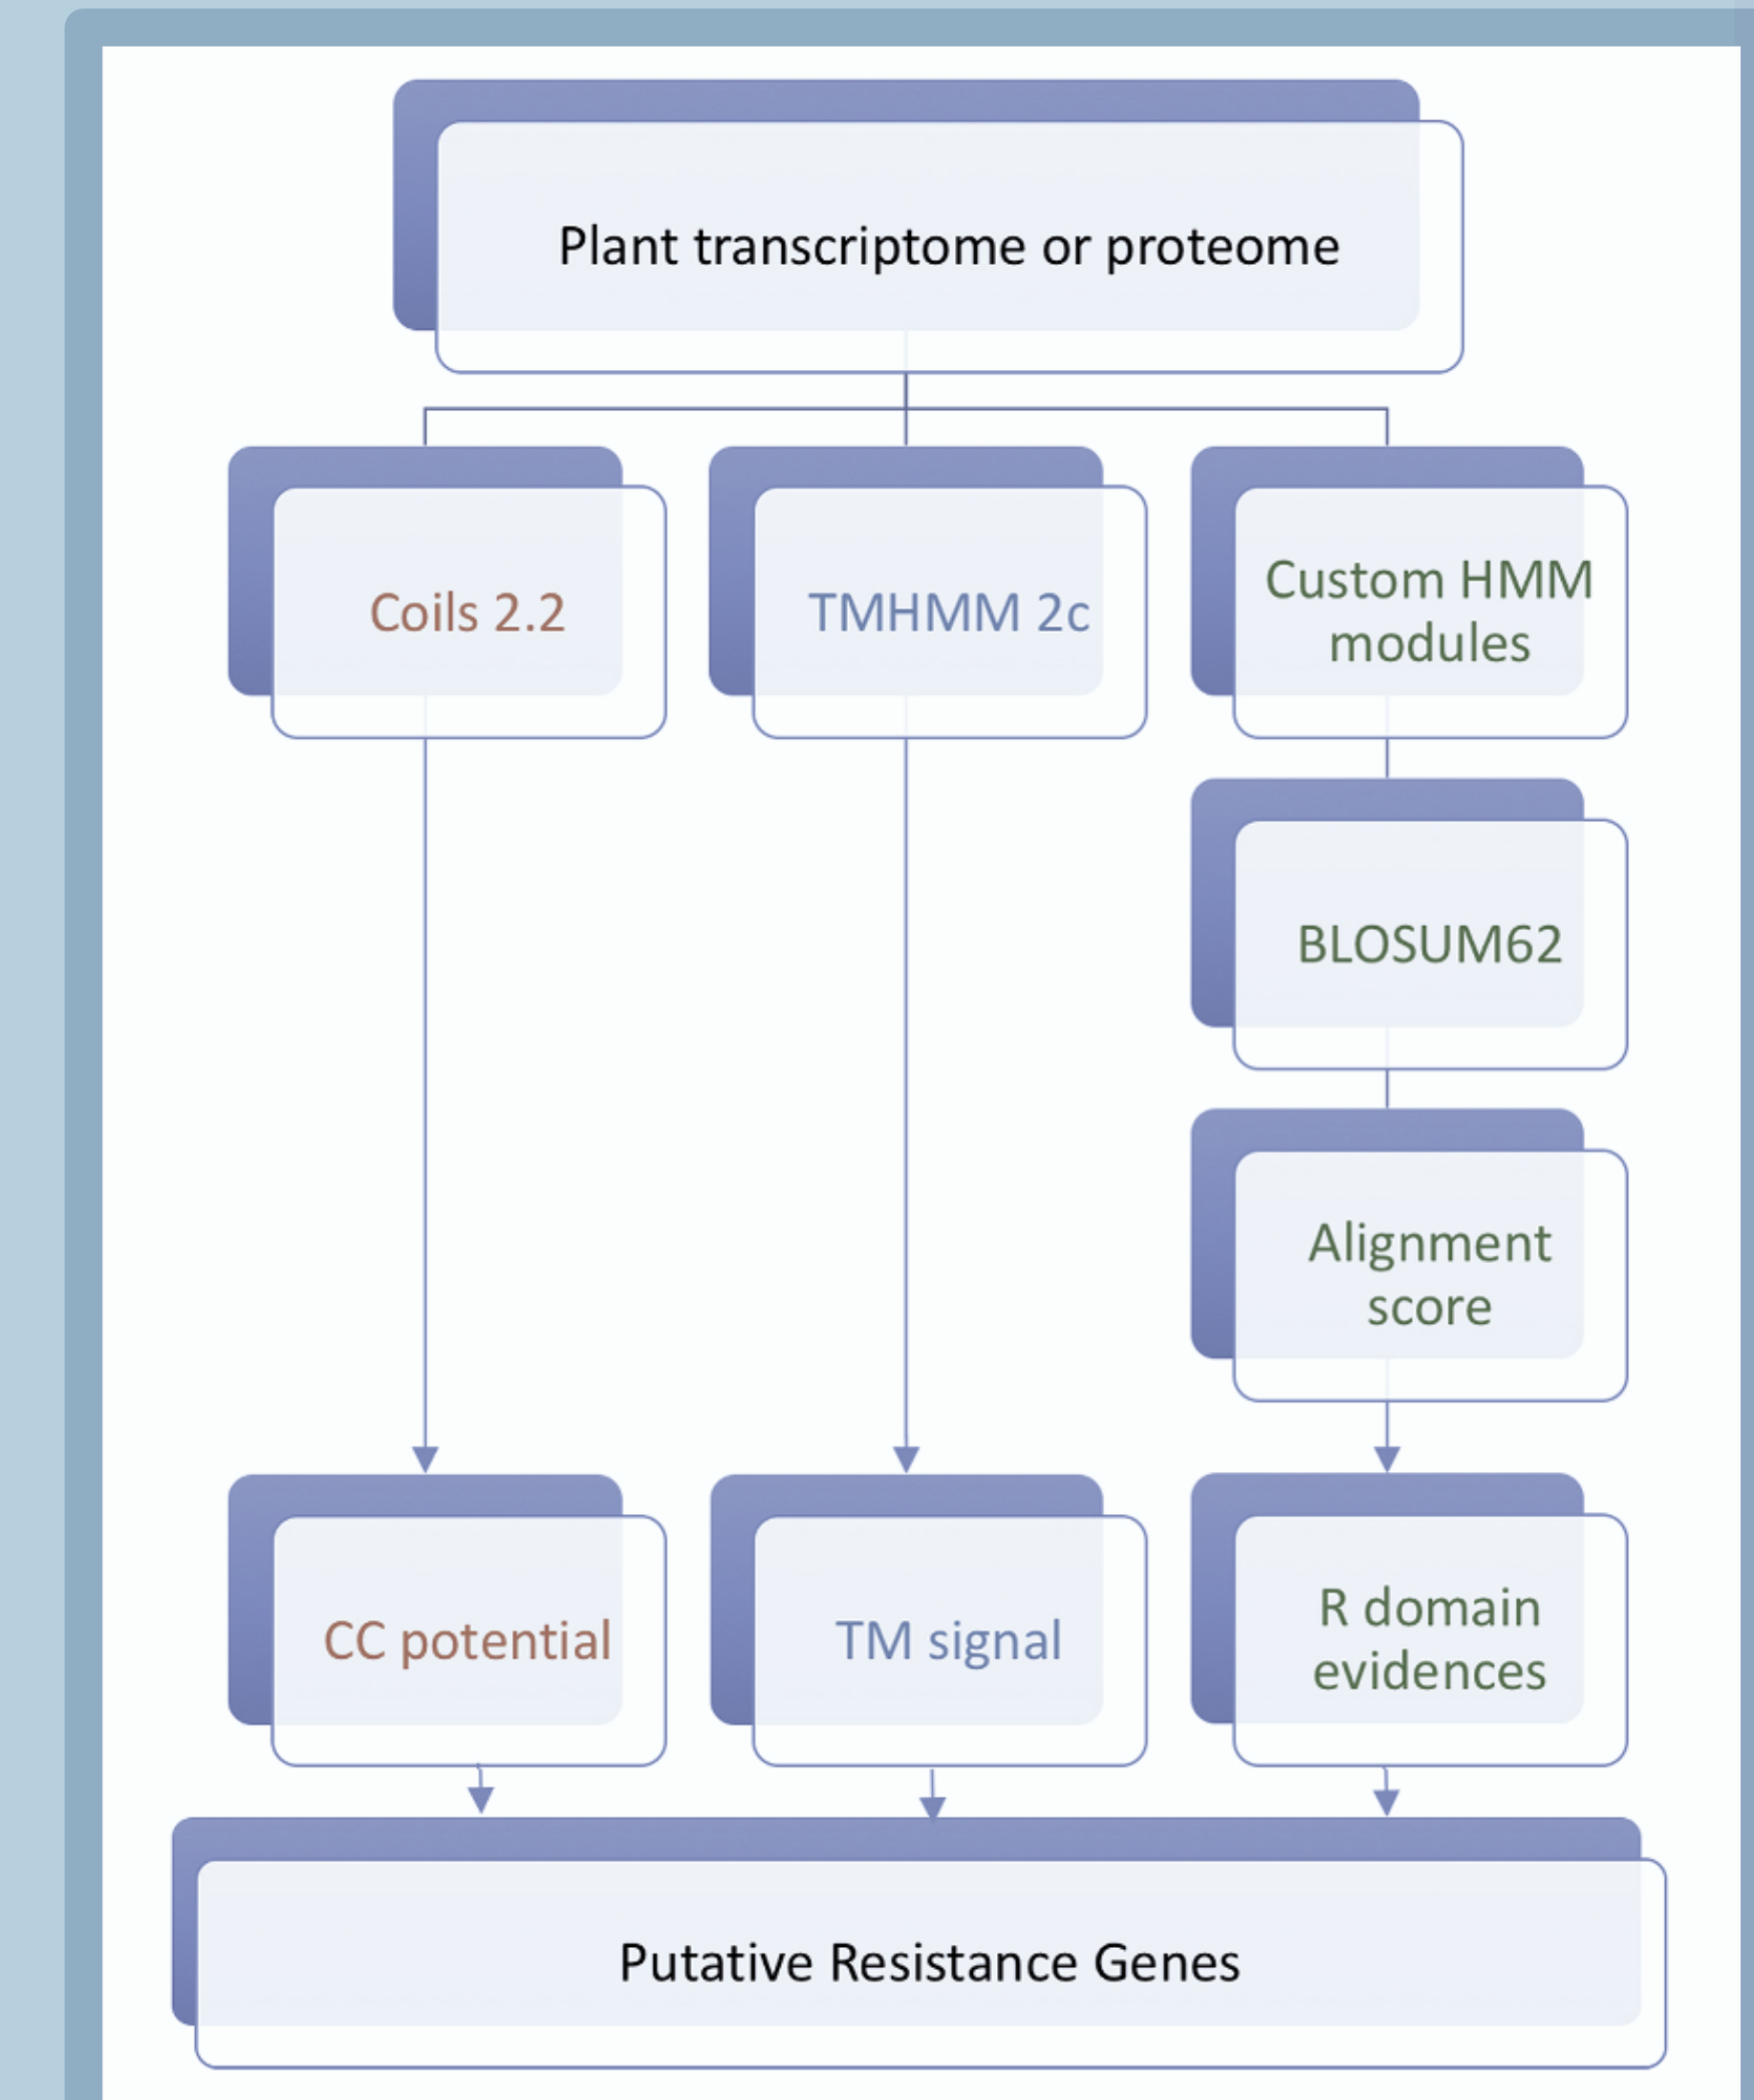 Plant transcriptome or proteome
Coils 2.2
TMHMM 2c
Custom HMM
modules
BLOSUM62
Alignment
score
CC potential
TM signal
R domain
evidences
Putative Resistance Genes